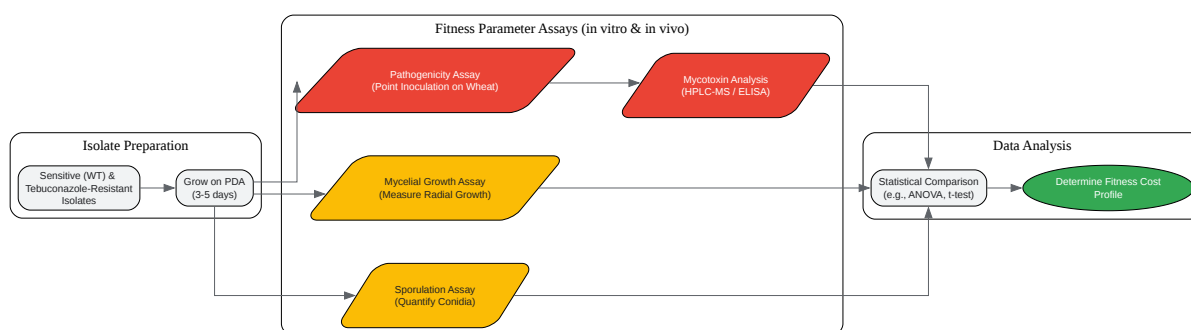 Fitness Parameter Assays (in vitro & in vivo)
Pathogenicity Assay
(Point Inoculation on Wheat)
Mycotoxin Analysis
(HPLC-MS / ELISA)
Isolate Preparation
Sensitive (WT) &
Tebuconazole-Resistant
Isolates
Grow on PDA
(3-5 days)
Mycelial Growth Assay
(Measure Radial Growth)
Sporulation Assay
(Quantify Conidia)
Data Analysis
Statistical Comparison
(e.g., ANOVA, t-test)
Determine Fitness Cost
Profile